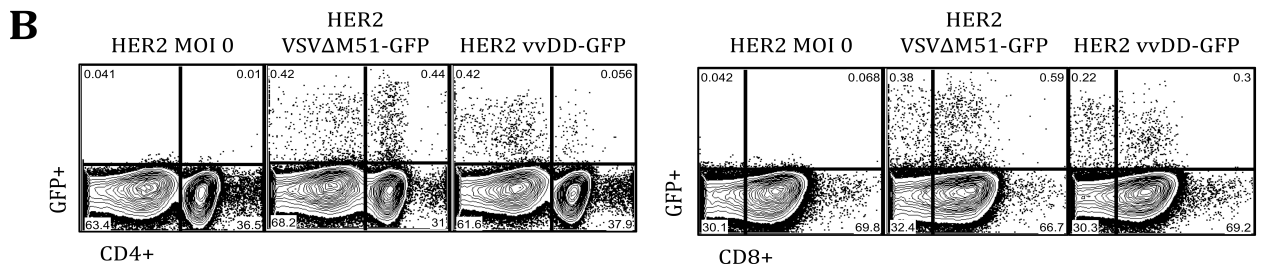 B
HER2 MOI 0
HER2
VSVΔM51-GFP
HER2 vvDD-GFP
HER2 MOI 0
HER2
VSVΔM51-GFP
HER2 vvDD-GFP
GFP+
0.041 0.01
63.4 36.5
0.42 0.44
68.2 31
0.42 0.056
61.6 37.9
CD4+
GFP+
0.042 0.068
30.1 69.8
0.38 0.59
32.4 66.7
0.22 0.3
30.3 69.2
CD8+